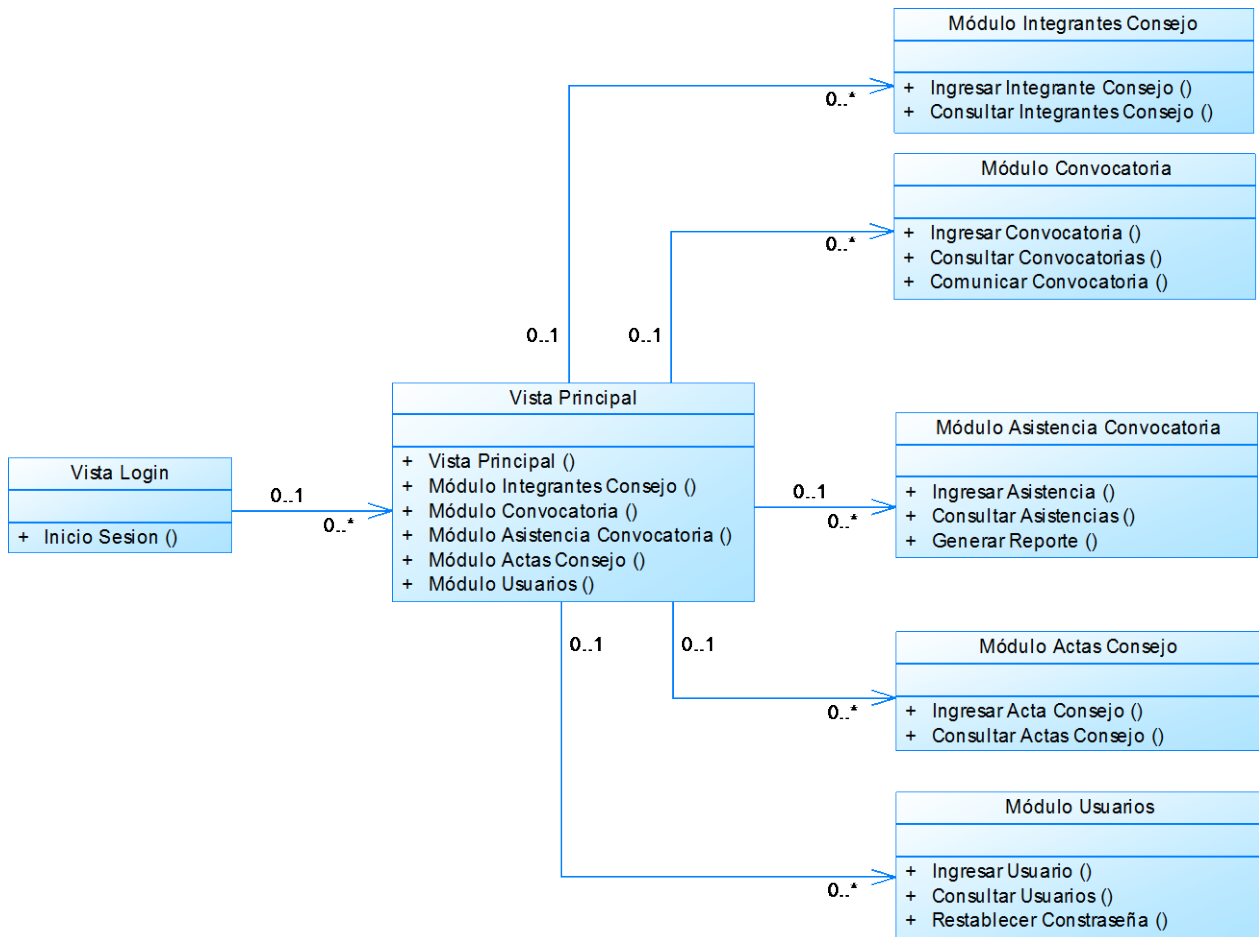 Módulo Integrantes Consejo
+ Ingresar Integrante Consejo ()
+ Consultar Integrantes Consejo ()
0..*
Módulo Convocatoria
+ Ingresar Convocatoria ()
+ Consultar Convocatorias ()
+ Comunicar Convocatoria ()
0..*
0..1
0..1
Vista Login
+ Inicio Sesion ()
0..1
0..*
Vista Principal
+ Vista Principal ()
+ Módulo Integrantes Consejo ()
+ Módulo Convocatoria ()
+ Módulo Asistencia Convocatoria ()
+ Módulo Actas Consejo ()
+ Módulo Usuarios ()
0..1
0..*
Módulo Asistencia Convocatoria
+ Ingresar Asistencia ()
+ Consultar Asistencias ()
+ Generar Reporte ()
0..1
0..1
0..*
Módulo Actas Consejo
+ Ingresar Acta Consejo ()
+ Consultar Actas Consejo ()
0..*
Módulo Usuarios
+ Ingresar Usuario ()
+ Consultar Usuarios ()
+ Restablecer Constraseña ()